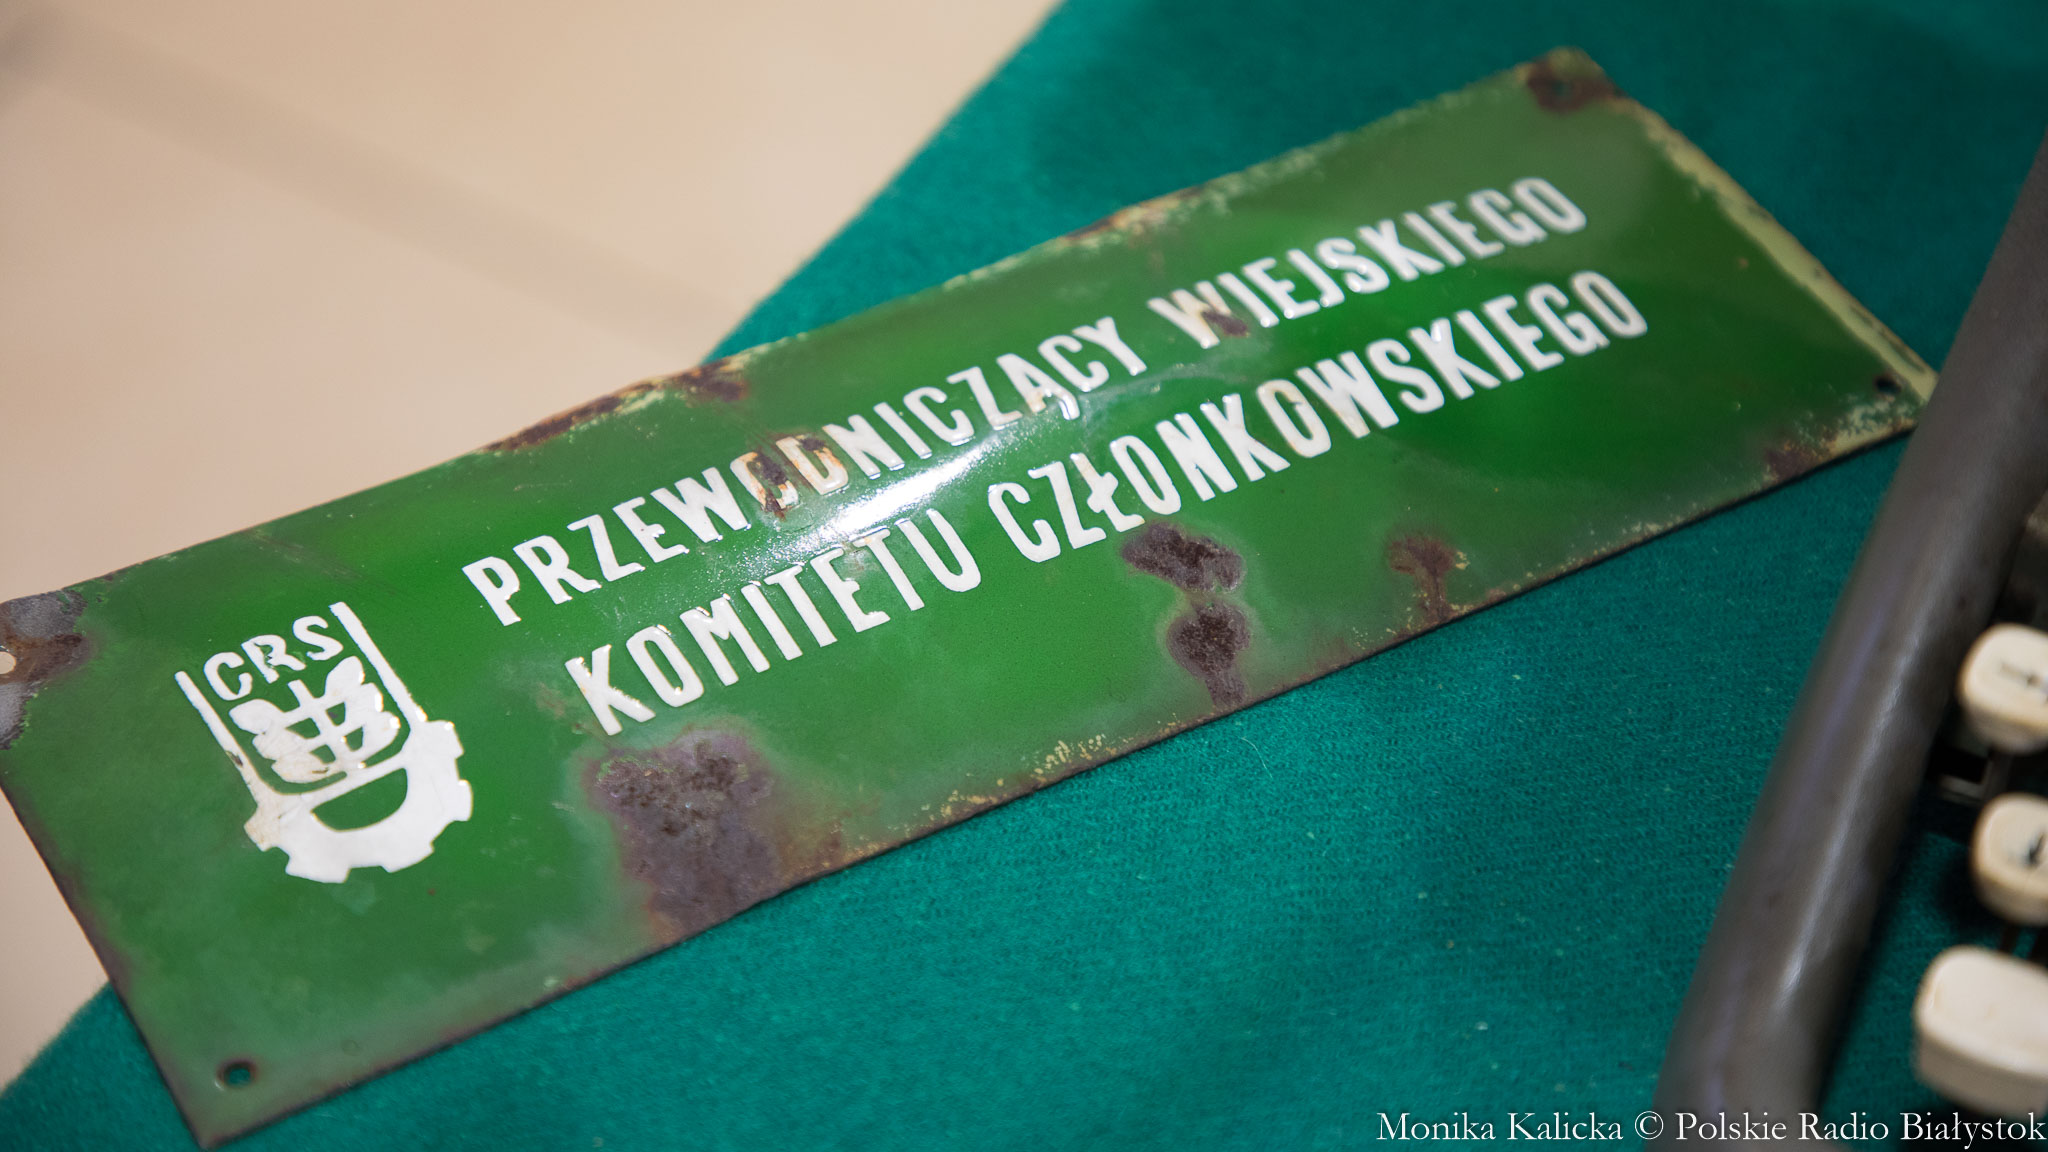 CRS
PRZEWODNICZĄCY WIEJSKIEGO
KOMITETU CZŁONKOWSKIEGO
Monika Kalicka © Polskie Radio Białystok